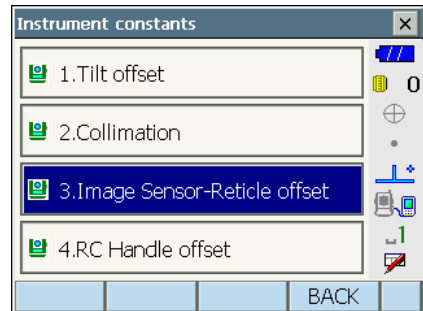 Instrument constants
1.Tilt offset
0
2.Collimation
3.Image Sensor-Reticle offset
4.RC Handle offset
1
BACK